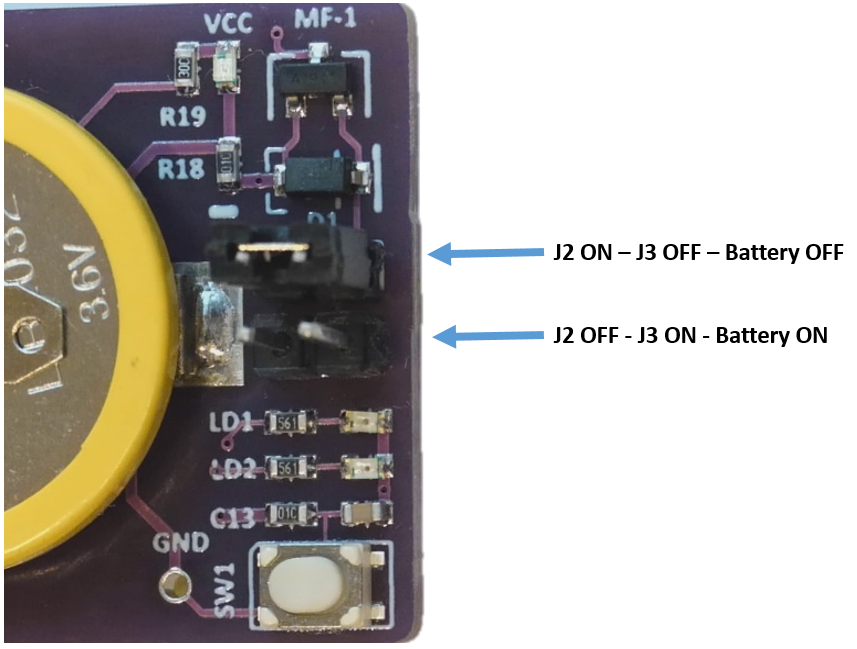 VCC
MF-1
30C
R19
R18
01C
D1
J2 ON – J3 OFF – Battery OFF
3.6V
J2 OFF - J3 ON - Battery ON
LD1
561
LD2
561
C13
01C
GND
SW1